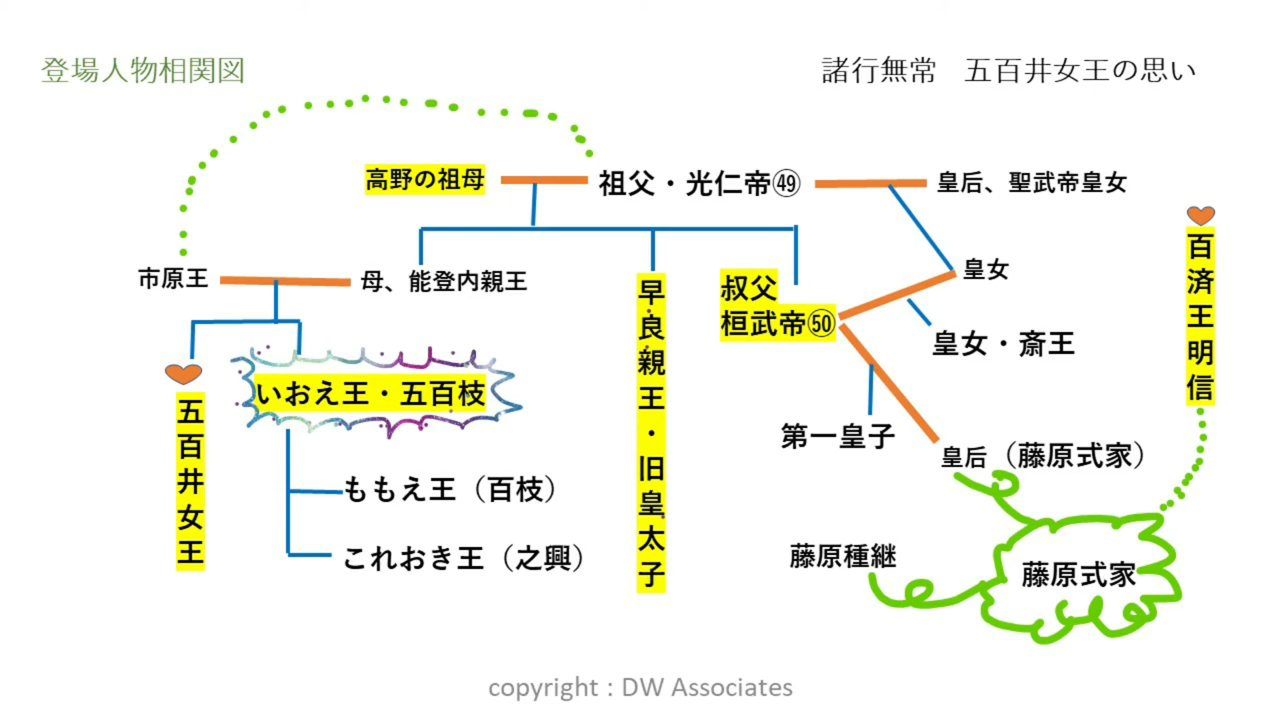 登場人物相関図
諸行無常　五百井女王の思い
高野の祖母
祖父・光仁帝㊾
皇后、聖武帝皇女
市原王
母、能登内親王
早良親王・旧皇太子
叔父
桓武帝㊿
皇女
皇女・斎王
百済王明信
五百井女王
いおえ王・五百枝
ももえ王（百枝）
これおき王（之興）
第一皇子
皇后（藤原式家）
藤原種継
藤原式家
copyright : DW Associates